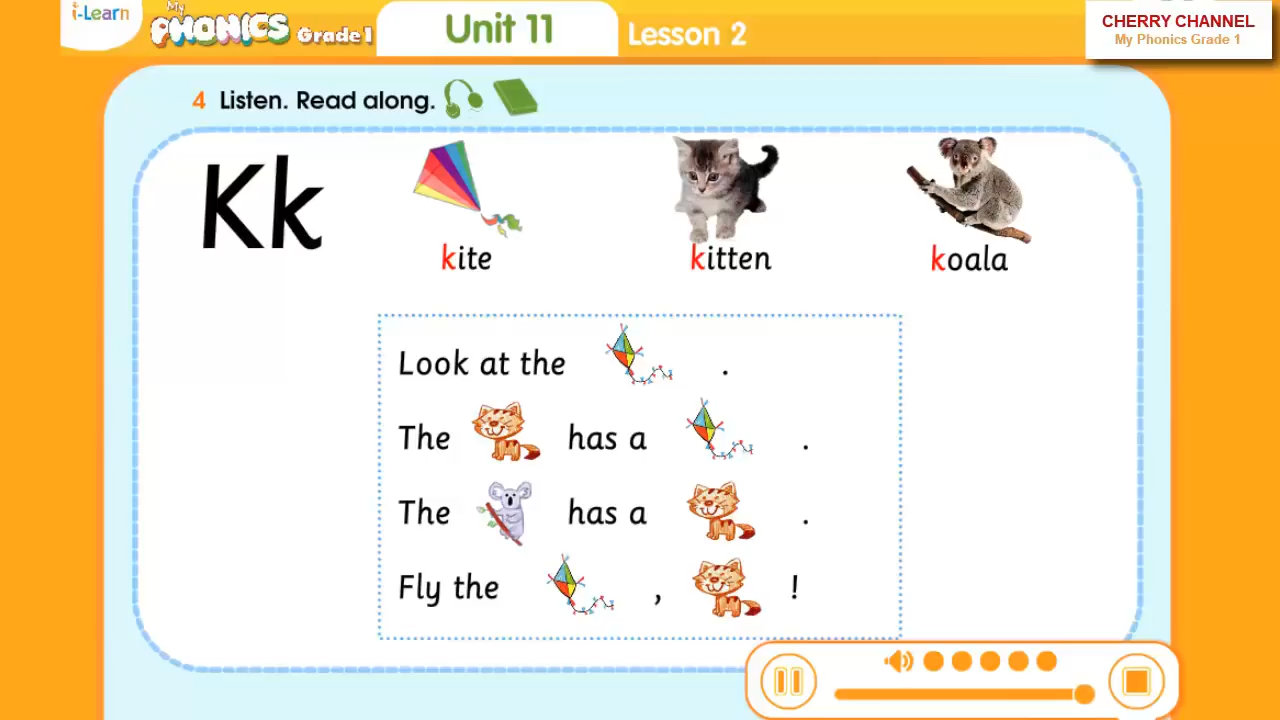 i-Learn
My
PHONICS Grade 1
Unit 11
Lesson 2
CHERRY CHANNEL
My Phonics Grade 1
4 Listen. Read along.
Kk
kite
kitten
koala
Look at the .
The has a .
The has a .
Fly the , !